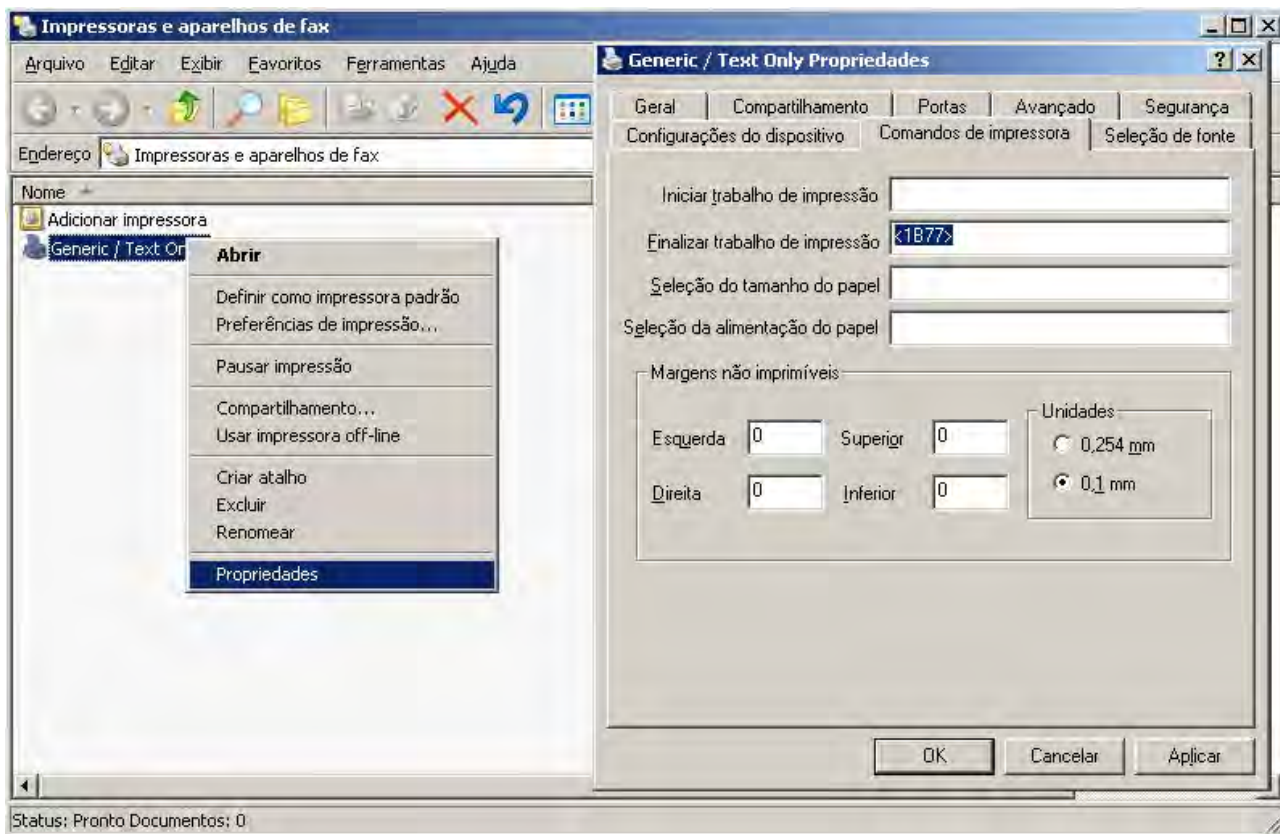 Impressoras e aparelhos de fax
Arquivo Editar Exibir Favoritos Ferramentas Ajuda
Endereço Impressoras e aparelhos de fax
Nome
Adicionar impressora
Generic / Text On
Abrir
Definir como impressora padrão
Preferências de impressão...
Pausar impressão
Compartilhamento...
Usar impressora off-line
Criar atalho
Excluir
Renomear
Propriedades
Status: Pronto Documentos: 0
Generic / Text Only Propriedades
Geral Compartilhamento Portas Avançado Segurança
Configurações do dispositivo Comandos de impressora Seleção de fonte
Iniciar trabalho de impressão
Finalizar trabalho de impressão <1B77>
Seleção do tamanho do papel
Seleção da alimentação do papel
Margens não imprimíveis
Unidades
Esquerda 0 Superior 0 0,254 mm
Direita 0 Inferior 0 0,1 mm
OK Cancelar Aplicar